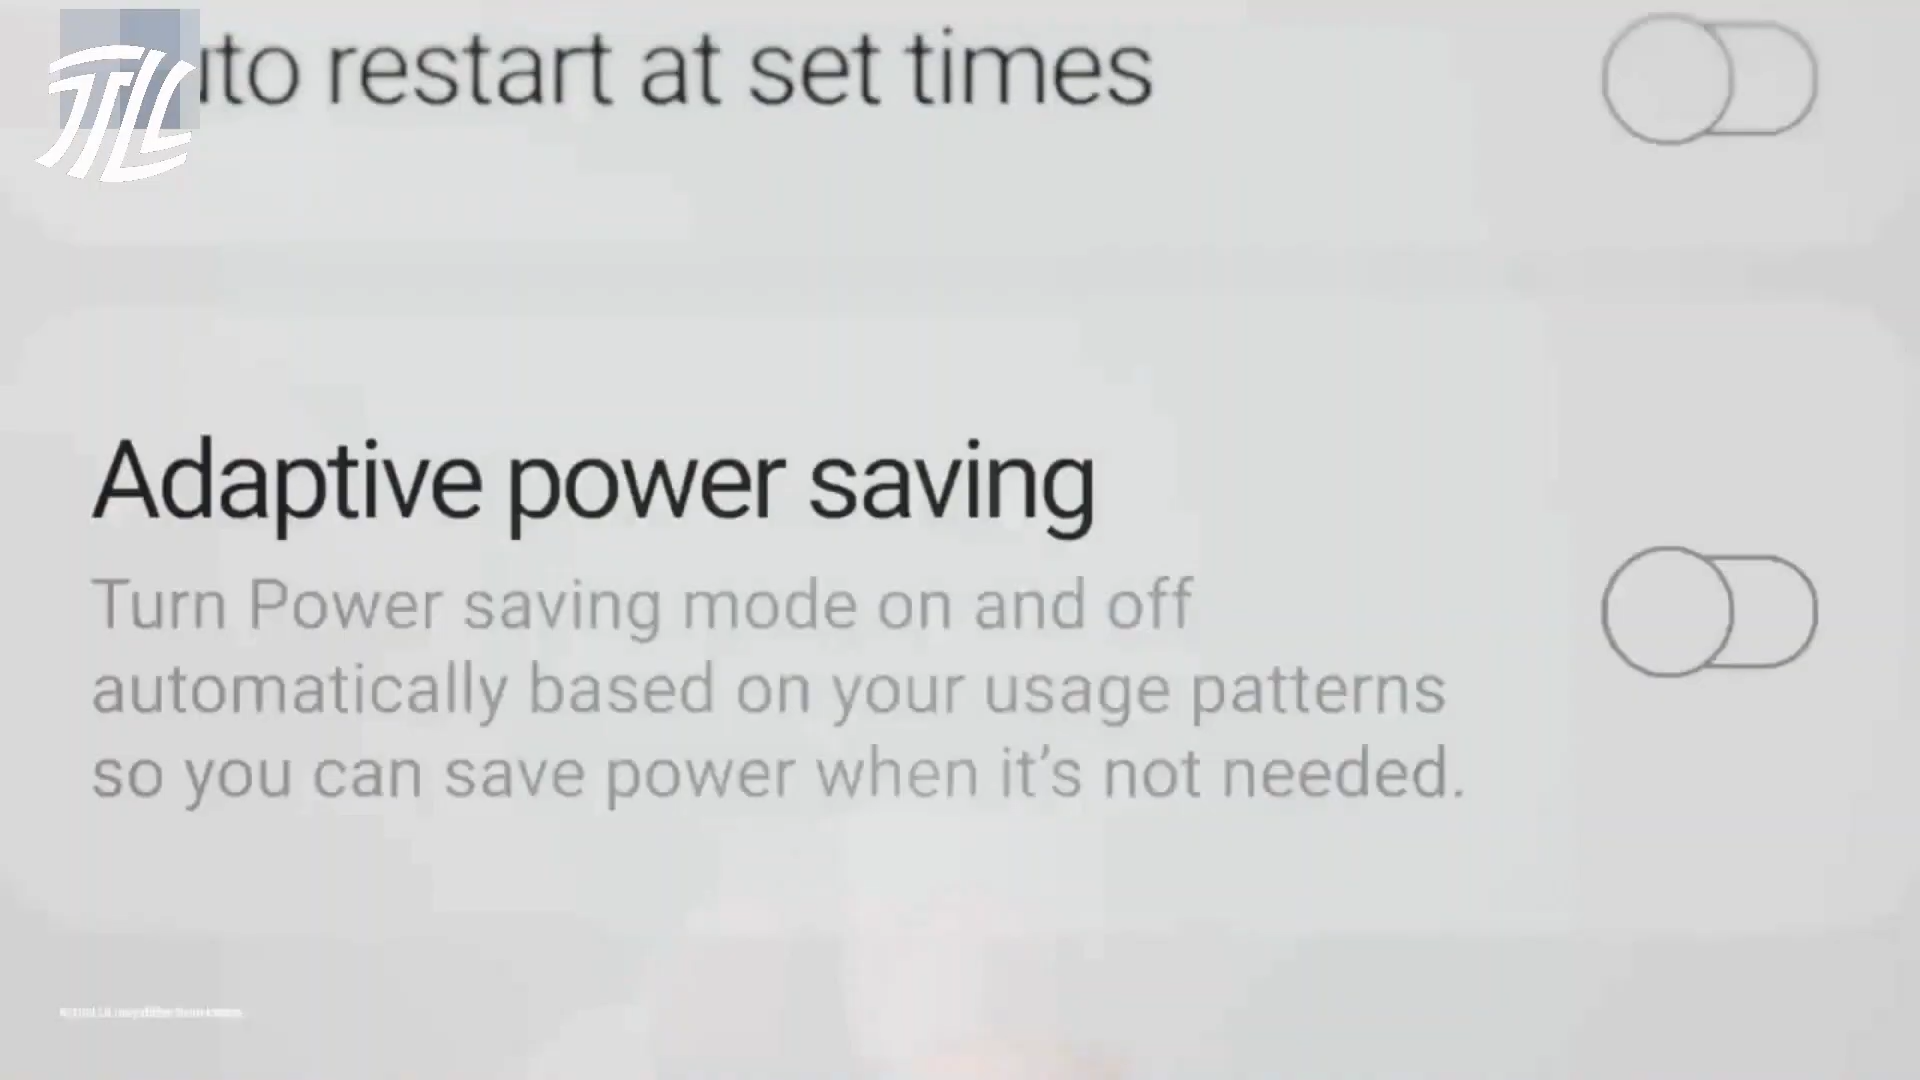 uto restart at set times
Adaptive power saving
Turn Power saving mode on and off
automatically based on your usage patterns
so you can save power when it’s not needed.